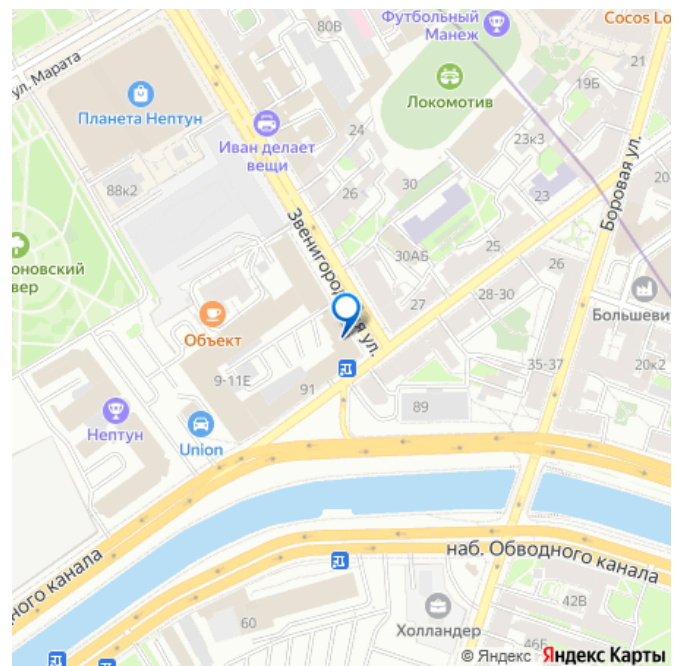 Футбольный
Манеж
Cocos Lo
80В
21
ул. Марата
19Б
Локомотив
Планета Нептун
Иван делает
вещи
24
23к3
Боровая ул.
88к2
26
30
23
20-
Звенигородская ул.
оновский
вер
30АБ
25
26
28-30
27
Большеви
Объект
35-37
20к2
9-11Е
91
89
Нептун
Union
дного канала
наб. Обводного канала
42В
60
Холландер
46Б
© Яндекс Яндекс Карты